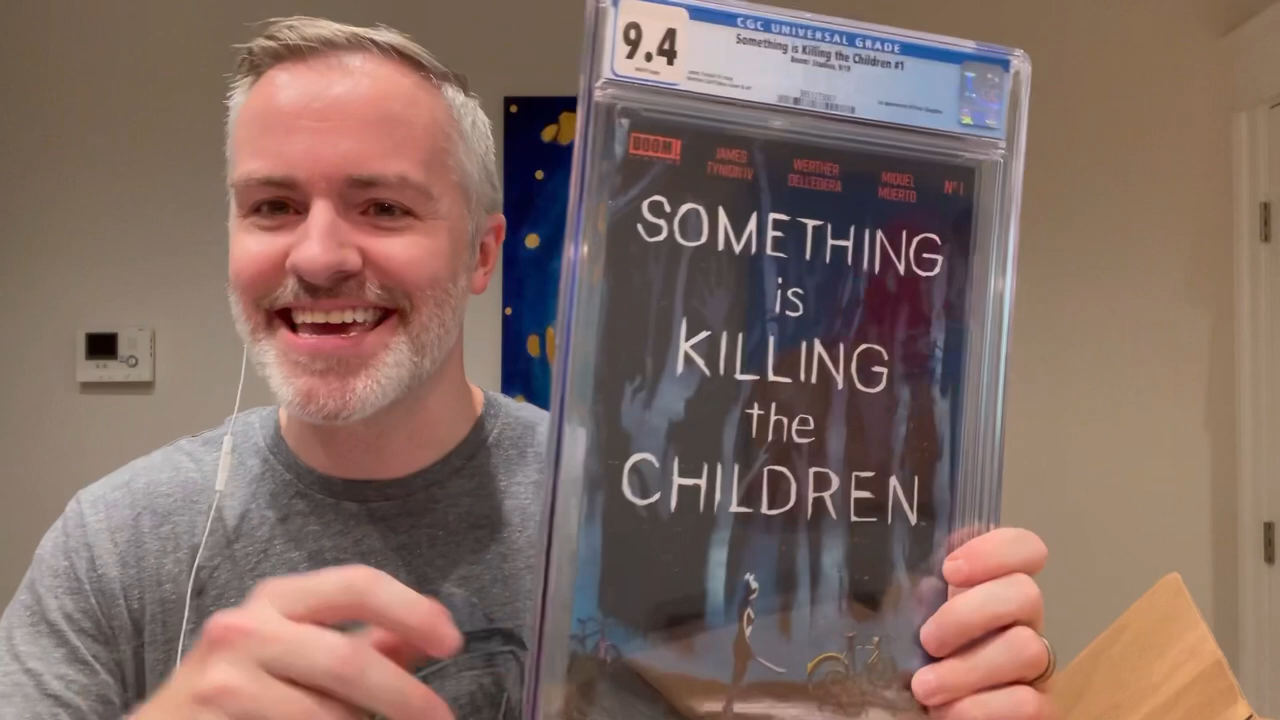 CGC UNIVERSAL GRADE
9.4
Something is Killing the Children #1
Boom! Studios, 9/19
BOOM!
JAMES
TYNION IV
WERTHER
DELL'EDERA
MIQUEL
MUERTO
Nº 1
SOMETHING
is
KILLING
the
CHILDREN